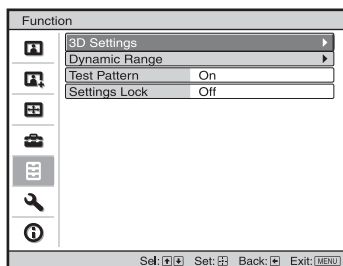 Function
3D Settings
Dynamic Range
Test Pattern On
Settings Lock Off
Sel: Set: Back: Exit: MENU